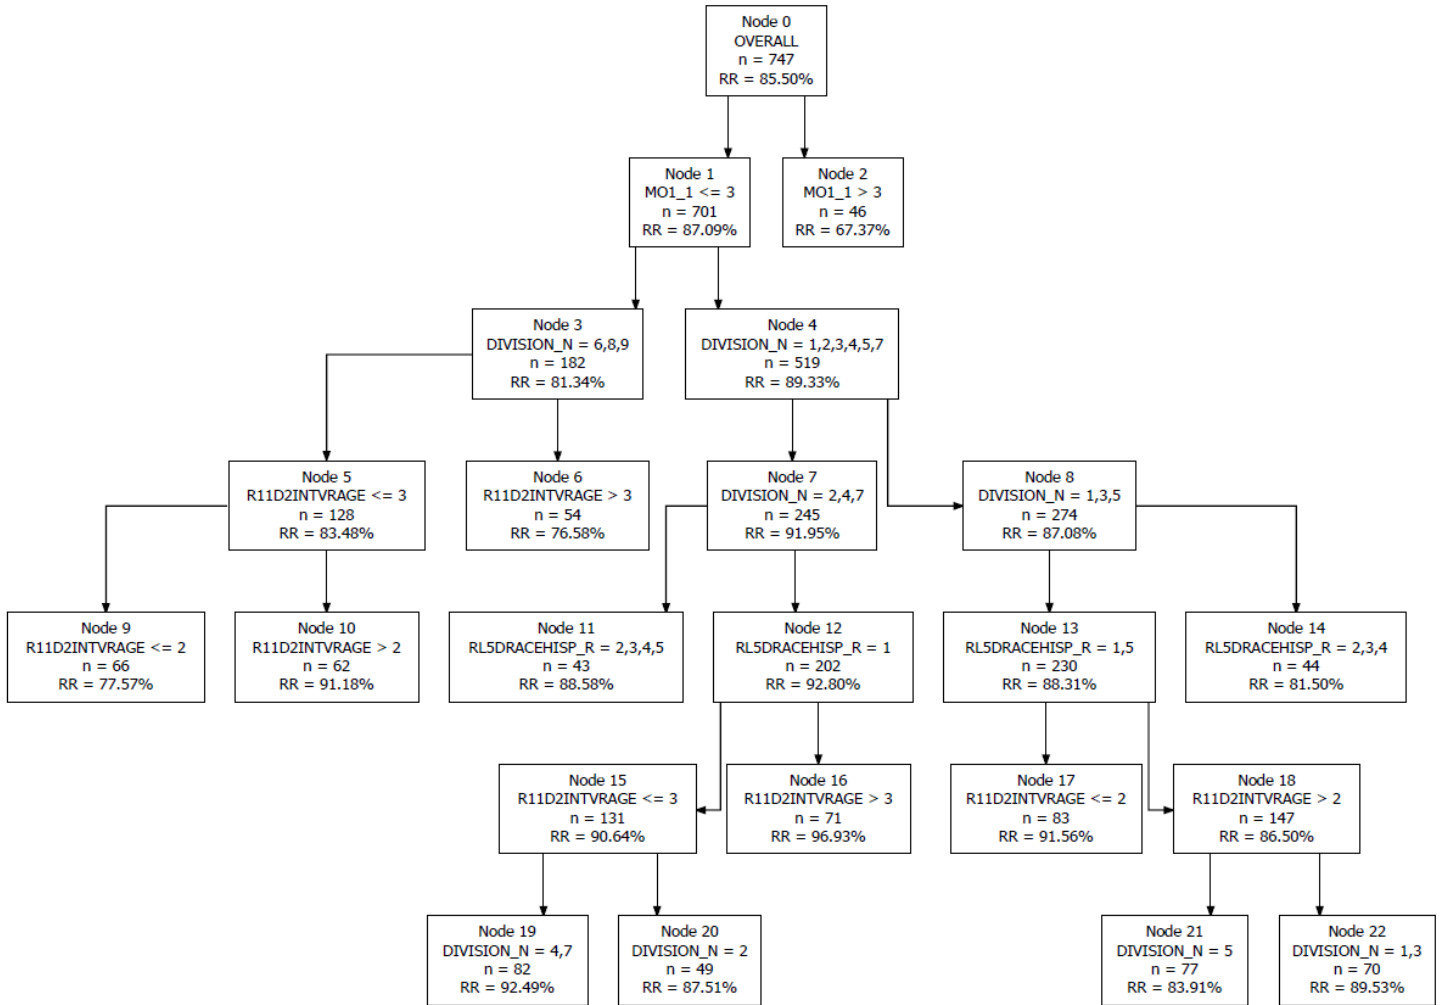 Node 0
OVERALL
n = 747
RR = 85.50%
Node 1
MO1_1 <= 3
n = 701
RR = 87.09%
Node 2
MO1_1 > 3
n = 46
RR = 67.37%
Node 3
DIVISION_N = 6,8,9
n = 182
RR = 81.34%
Node 4
DIVISION_N = 1,2,3,4,5,7
n = 519
RR = 89.33%
Node 5
R11D2INTVRAGE <= 3
n = 128
RR = 83.48%
Node 6
R11D2INTVRAGE > 3
n = 54
RR = 76.58%
Node 7
DIVISION_N = 2,4,7
n = 245
RR = 91.95%
Node 8
DIVISION_N = 1,3,5
n = 274
RR = 87.08%
Node 9
R11D2INTVRAGE <= 2
n = 66
RR = 77.57%
Node 10
R11D2INTVRAGE > 2
n = 62
RR = 91.18%
Node 11
RL5DRACEHISP_R = 2,3,4,5
n = 43
RR = 88.58%
Node 12
RL5DRACEHISP_R = 1
n = 202
RR = 92.80%
Node 13
RL5DRACEHISP_R = 1,5
n = 230
RR = 88.31%
Node 14
RL5DRACEHISP_R = 2,3,4
n = 44
RR = 81.50%
Node 15
R11D2INTVRAGE <= 3
n = 131
RR = 90.64%
Node 16
R11D2INTVRAGE > 3
n = 71
RR = 96.93%
Node 17
R11D2INTVRAGE <= 2
n = 83
RR = 91.56%
Node 18
R11D2INTVRAGE > 2
n = 147
RR = 86.50%
Node 19
DIVISION_N = 4,7
n = 82
RR = 92.49%
Node 20
DIVISION_N = 2
n = 49
RR = 87.51%
Node 21
DIVISION_N = 5
n = 77
RR = 83.91%
Node 22
DIVISION_N = 1,3
n = 70
RR = 89.53%